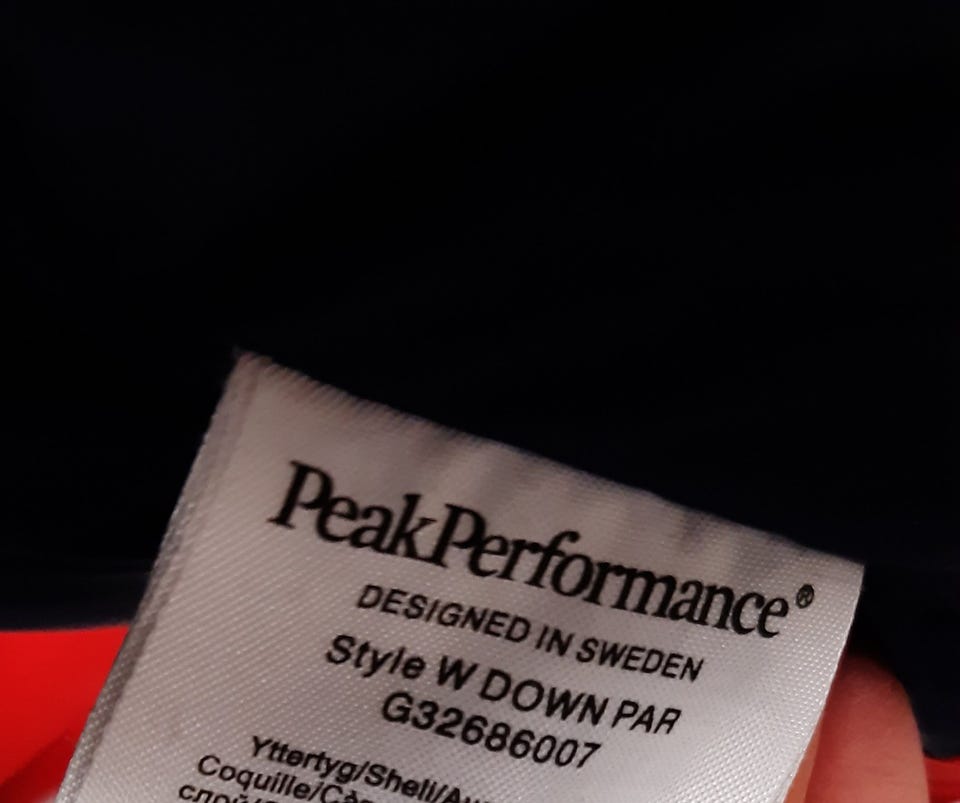 PeakPerformance®
DESIGNED IN SWEDEN
Style W DOWN PAR
G32686007
Yttertyg/Shell/
Coquille/